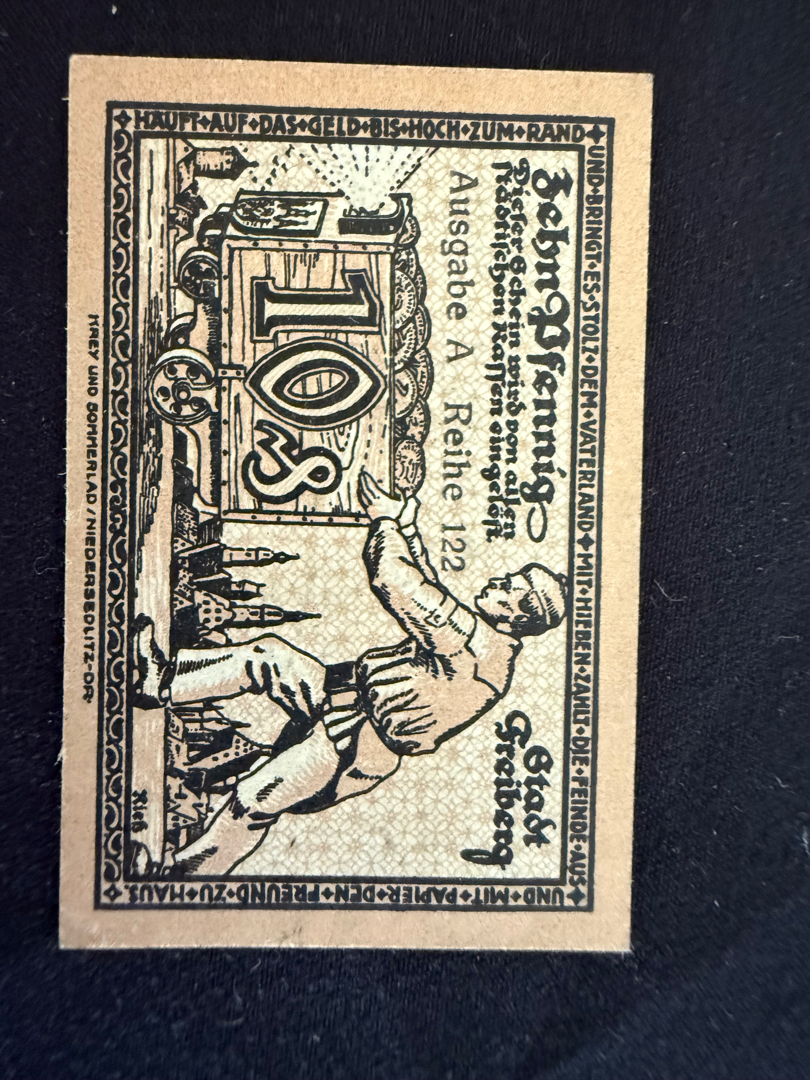 HÄUFT AUF DAS GELD BIS HOCH ZUM RAND
UND BRINGT ES STOLZ DEM VATERLAND MIT HIEBEN ZAHLT DIE FEINDE AUS
UND MIT PAPIER DEN FREUND ZU HAUS.
Zehn Pfennig
Dieser Schein wird von allen
städtischen Kassen eingelöst
Ausgabe A Reihe 122
Stadt
Freiberg
10 ₰
Kleß
KREY UND SOMMERLAD / NIEDERSEDLITZ-DR.